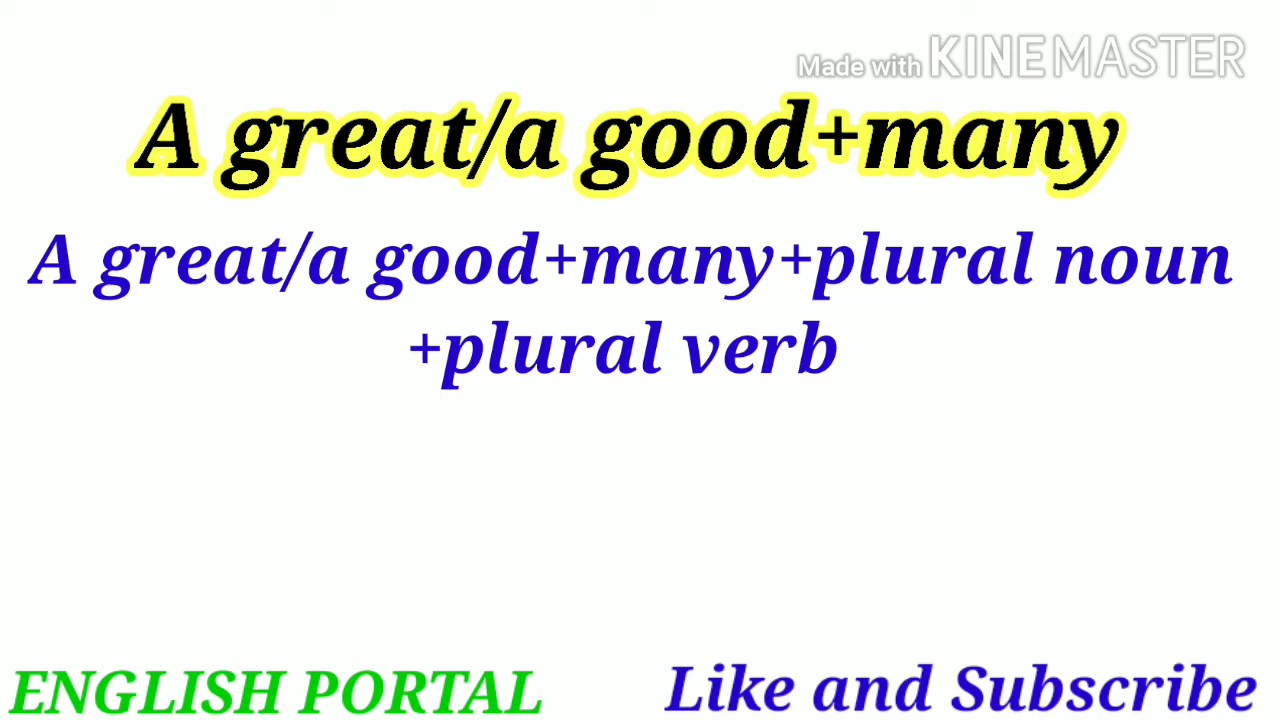 Made with KINEMASTER
A great/a good+many
A great/a good+many+plural noun
+plural verb
ENGLISH PORTAL
Like and Subscribe